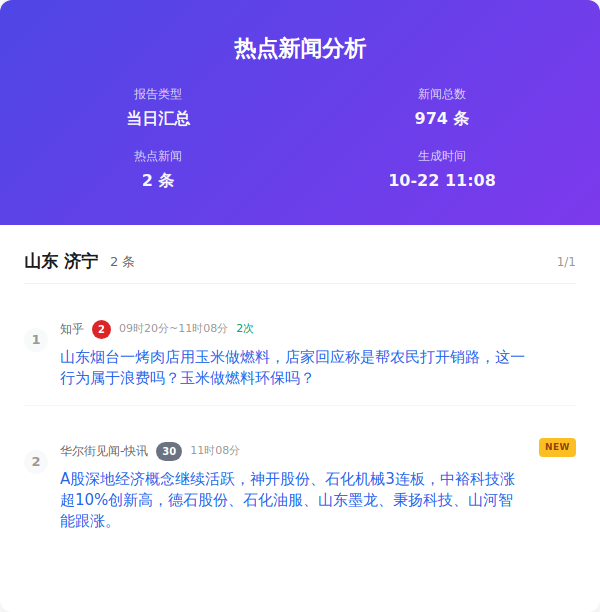 热点新闻分析
报告类型
当日汇总
新闻总数
974 条
热点新闻
2 条
生成时间
10-22 11:08
山东 济宁 2 条 1/1
1
知乎 2 09时20分~11时08分 2次
山东烟台一烤肉店用玉米做燃料，店家回应称是帮农民打开销路，这一
行为属于浪费吗？玉米做燃料环保吗？
2
华尔街见闻-快讯 30 11时08分 NEW
A股深地经济概念继续活跃，神开股份、石化机械3连板，中裕科技涨
超10%创新高，德石股份、石化油服、山东墨龙、秉扬科技、山河智
能跟涨。